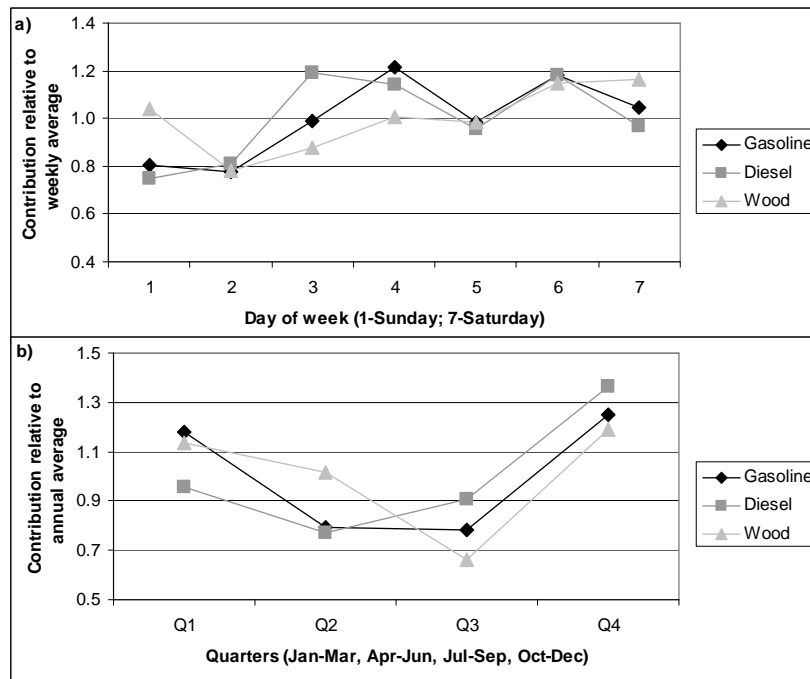 a)
Contribution relative to
weekly average
1.4
1.2
1.0
0.8
0.6
0.4
1 2 3 4 5 6 7
Day of week (1-Sunday; 7-Saturday)
Gasoline
Diesel
Wood
b)
Contribution relative to
annual average
1.5
1.3
1.1
0.9
0.7
0.5
Q1 Q2 Q3 Q4
Quarters (Jan-Mar, Apr-Jun, Jul-Sep, Oct-Dec)
Gasoline
Diesel
Wood